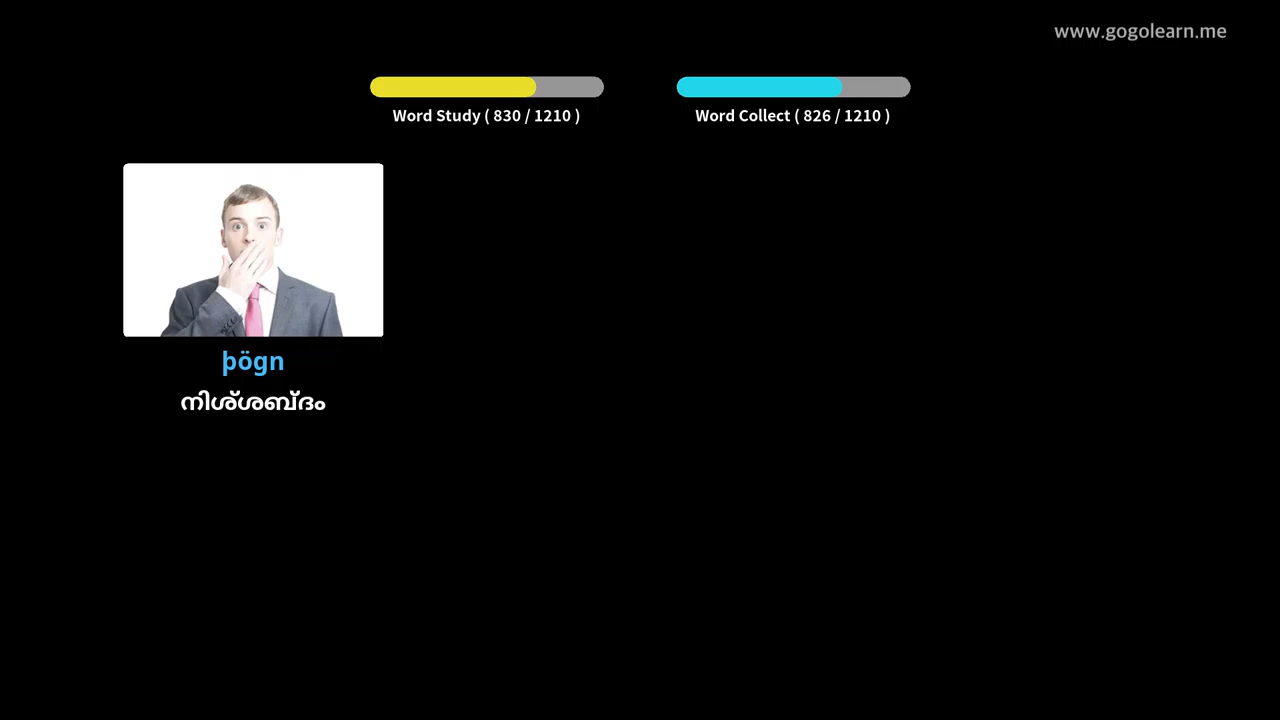 www.gogolearn.me
Word Study ( 830 / 1210 )
Word Collect ( 826 / 1210 )
þögn
നിശ്ശബ്ദം